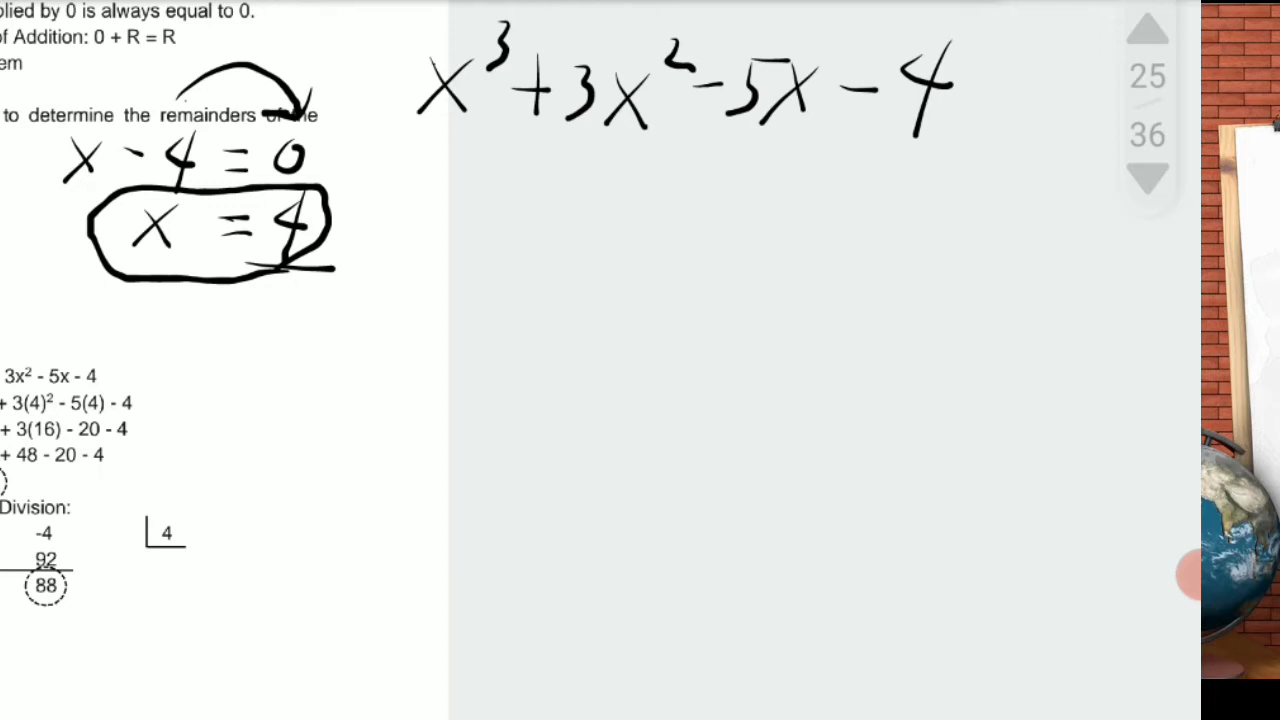 plied by 0 is always equal to 0.
of Addition: 0 + R = R
em
to determine the remainders of the
x - 4 = 0
x = 4
x³ + 3x² - 5x - 4
25
36
3x² - 5x - 4
+ 3(4)² - 5(4) - 4
+ 3(16) - 20 - 4
+ 48 - 20 - 4
Division:
-4 4
92
88